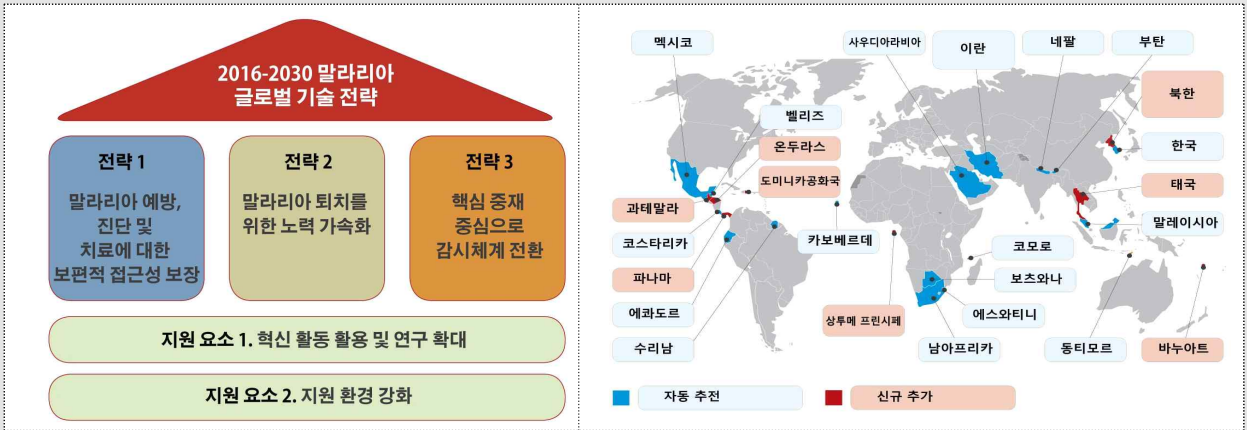 2016-2030 말라리아
글로벌 기술 전략
전략 1
말라리아 예방,
진단 및
치료에 대한
보편적 접근성 보장
전략 2
말라리아 퇴치를
위한 노력 가속화
전략 3
핵심 중재
중심으로
감시체계 전환
지원 요소 1. 혁신 활동 활용 및 연구 확대
지원 요소 2. 지원 환경 강화
멕시코
사우디아라비아
이란
네팔
부탄
북한
벨리즈
온두라스
한국
도미니카공화국
태국
과테말라
말레이시아
코스타리카
카보베르데
코모로
파나마
보츠와나
에콰도르
에스와티니
상투메 프린시페
수리남
남아프리카
동티모르
바누아트
자동 추전
신규 추가